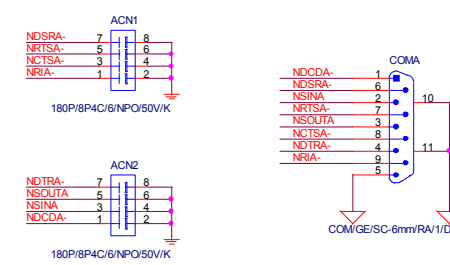 ACN1
NDSRA- 7 8
NRTSA- 5 6
NCTSA- 3 4
NRIA- 1 2
180P/8P4C/6/NPO/50V/K
ACN2
NDTRA- 7 8
NSOUTA 5 6
NSINA 3 4
NDCDA- 1 2
180P/8P4C/6/NPO/50V/K
COMA
NDCDA- 1
NDSRA- 6
NSINA 2
10
NRTSA- 7
NSOUTA 3
NCTSA- 8
NDTRA- 4
11
NRIA- 9
5
COM/GE/SC-6mm/RA/1/D